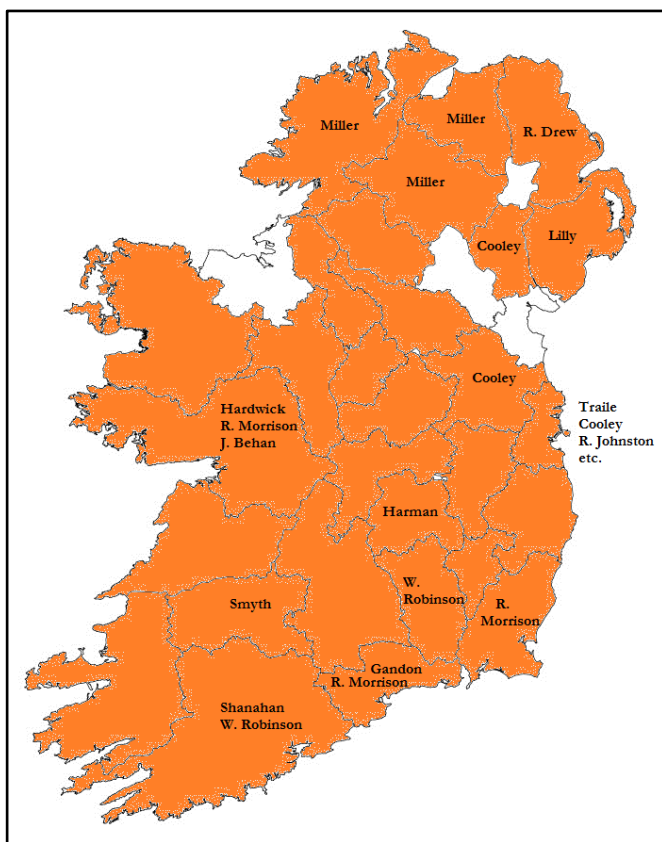 Miller
Miller
R. Drew
Miller
Cooley
Lilly
Cooley
Hardwick
R. Morrison
J. Behan
Traile
Cooley
R. Johnston
etc.
Harman
W.
Robinson
Smyth
R.
Morrison
Gandon
R. Morrison
Shanahan
W. Robinson